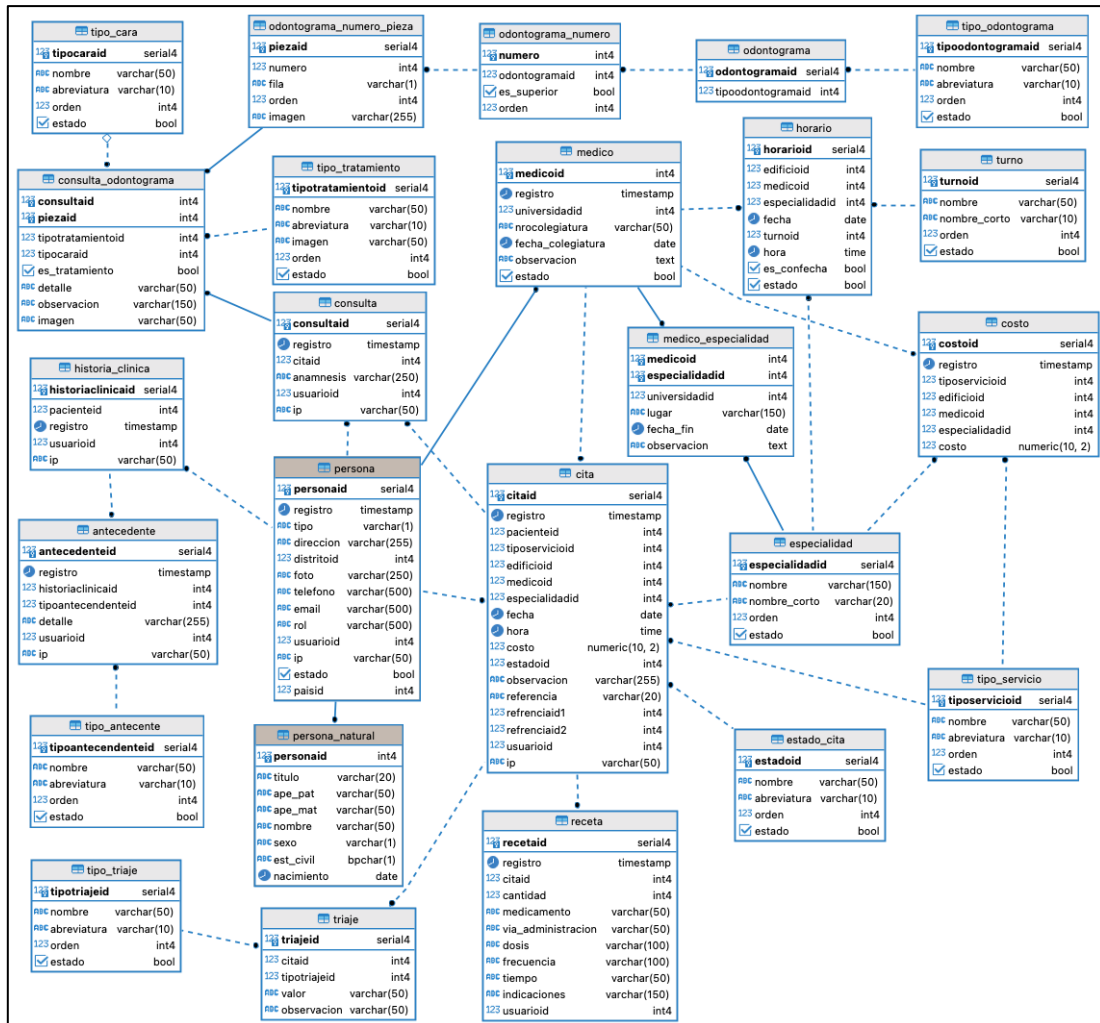 tipo_cara
tipocaraid serial4
nombre varchar(50)
abreviatura varchar(10)
orden int4
estado bool
odontograma_numero_pieza
piezaid serial4
numero int4
fila varchar(1)
orden int4
imagen varchar(255)
odontograma_numero
numero int4
odontogramaid int4
es_superior bool
orden int4
odontograma
odontogramaid serial4
tipoodontogramaid int4
tipo_odontograma
tipoodontogramaid serial4
nombre varchar(50)
abreviatura varchar(10)
orden int4
estado bool
consulta_odontograma
consultaid int4
piezaid int4
tipotratamientoid int4
tipocaraid int4
es_tratamiento bool
detalle varchar(50)
observacion varchar(150)
imagen varchar(50)
tipo_tratamiento
tipotratamientoid serial4
nombre varchar(50)
abreviatura varchar(10)
imagen varchar(50)
orden int4
estado bool
medico
medicoid int4
registro timestamp
universidadid int4
nrocolegiatura varchar(50)
fecha_colegiatura date
observacion text
estado bool
horario
horarioid serial4
edificioid int4
medicoid int4
especialidadid int4
fecha date
turnoid int4
hora time
es_confecha bool
estado bool
turno
turnoid serial4
nombre varchar(50)
nombre_corto varchar(10)
orden int4
estado bool
consulta
consultaid serial4
registro timestamp
citaid int4
anamnesis varchar(250)
usuarioid int4
ip varchar(50)
medico_especialidad
medicoid int4
especialidadid int4
universidadid int4
lugar varchar(150)
fecha_fin date
observacion text
costo
costoid serial4
registro timestamp
tiposervicioid int4
edificioid int4
medicoid int4
especialidadid int4
costo numeric(10, 2)
historia_clinica
historiaclinicaid serial4
pacienteid int4
registro timestamp
usuarioid int4
ip varchar(50)
persona
personaid serial4
registro timestamp
tipo varchar(1)
direccion varchar(255)
distritoid int4
foto varchar(250)
telefono varchar(500)
email varchar(500)
rol varchar(500)
usuarioid int4
ip varchar(50)
estado bool
paisid int4
cita
citaid serial4
registro timestamp
pacienteid int4
tiposervicioid int4
edificioid int4
medicoid int4
especialidadid int4
fecha date
hora time
costo numeric(10, 2)
estadoid int4
observacion varchar(255)
referencia varchar(20)
refrenciaid1 int4
refrenciaid2 int4
usuarioid int4
ip varchar(50)
especialidad
especialidadid serial4
nombre varchar(150)
nombre_corto varchar(20)
orden int4
estado bool
antecedente
antecedenteid serial4
registro timestamp
historiaclinicaid int4
tipoantecendenteid int4
detalle varchar(255)
usuarioid int4
ip varchar(50)
tipo_servicio
tiposervicioid serial4
nombre varchar(50)
abreviatura varchar(10)
orden int4
estado bool
tipo_antecente
tipoantecendenteid serial4
nombre varchar(50)
abreviatura varchar(10)
orden int4
estado bool
persona_natural
personaid int4
titulo varchar(20)
ape_pat varchar(50)
ape_mat varchar(50)
nombre varchar(50)
sexo varchar(1)
est_civil bpchar(1)
nacimiento date
estado_cita
estadoid serial4
nombre varchar(50)
abreviatura varchar(10)
orden int4
estado bool
receta
recetaid serial4
registro timestamp
citaid int4
cantidad int4
medicamento varchar(50)
via_administracion varchar(50)
dosis varchar(100)
frecuencia varchar(100)
tiempo varchar(50)
indicaciones varchar(150)
usuarioid int4
tipo_triaje
tipotriajeid serial4
nombre varchar(50)
abreviatura varchar(10)
orden int4
estado bool
triaje
triajeid serial4
citaid int4
tipotriajeid int4
valor varchar(50)
observacion varchar(50)